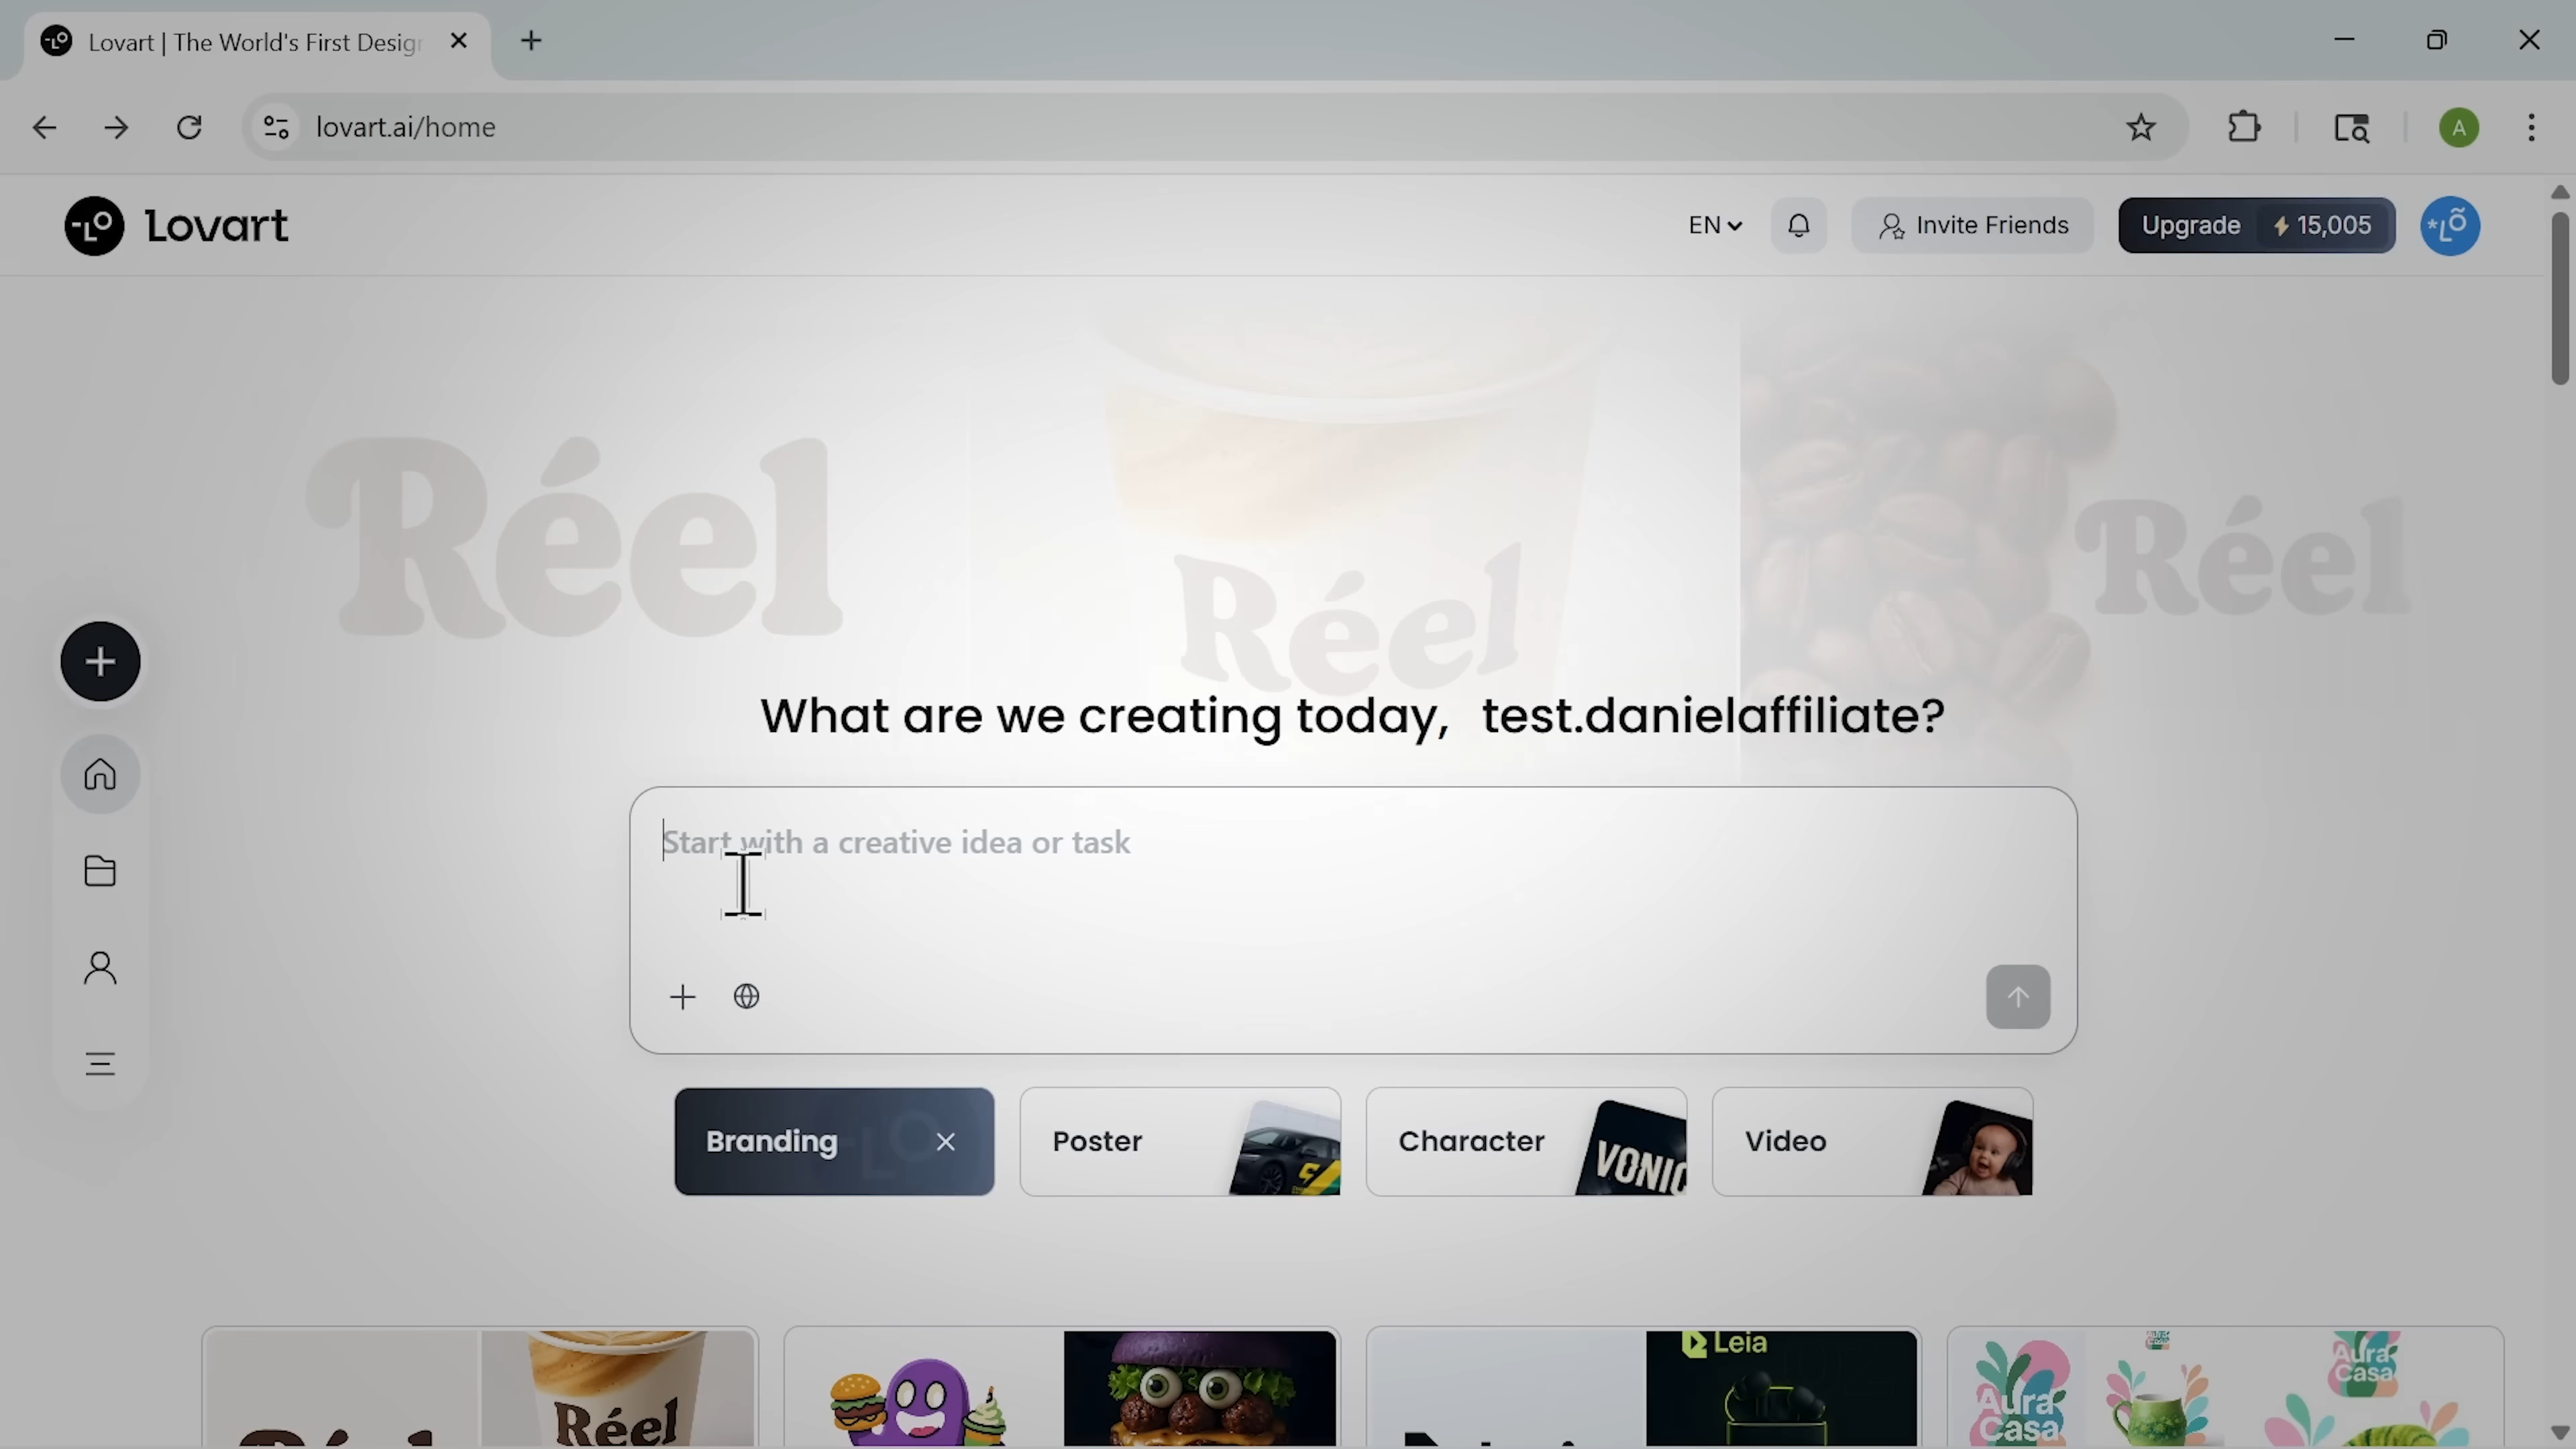 Lovart | The World's First Desig
lovart.ai/home
A
Lovart
EN
Invite Friends
Upgrade
15,005
Réel
Réel
Réel
What are we creating today, test.danielaffiliate?
Start with a creative idea or task
Branding
Poster
Character
VONIC
Video
Réel
Leia
Aura
Casa
Aura
Casa